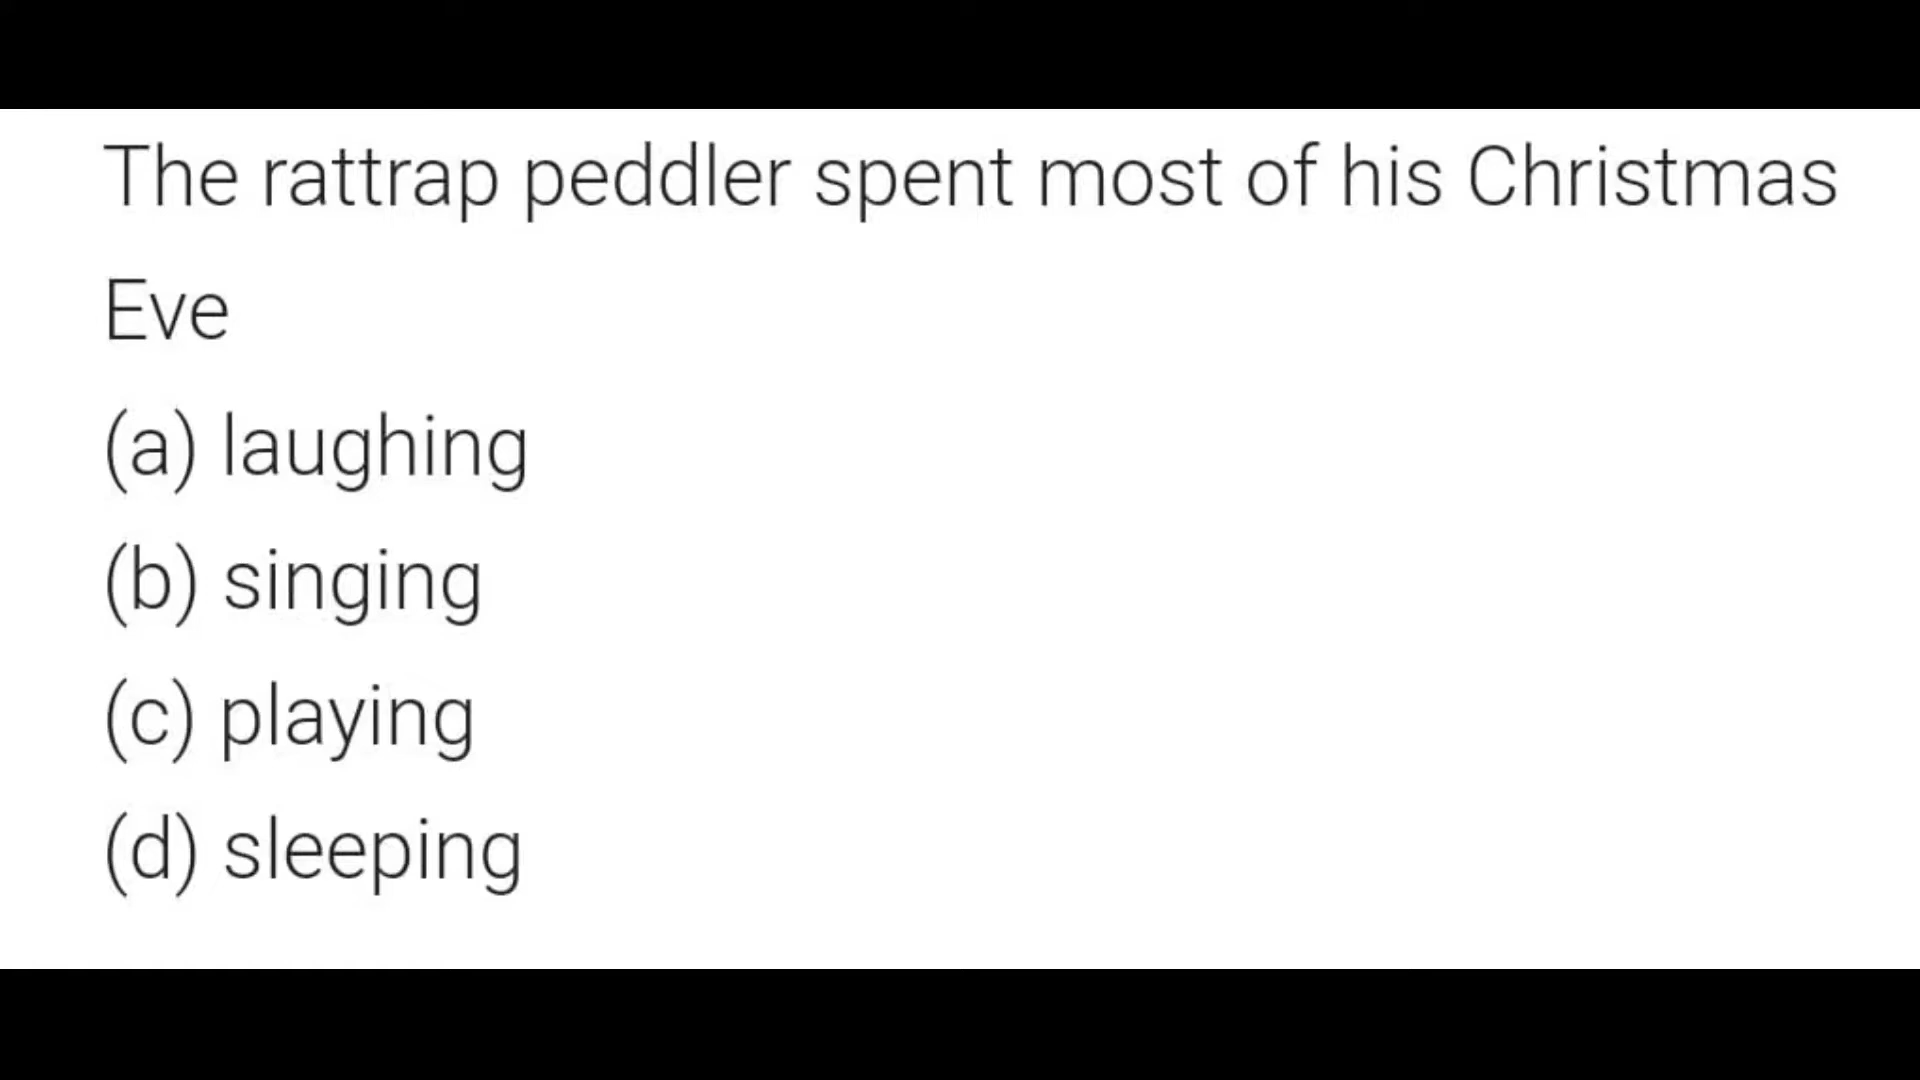 The rattrap peddler spent most of his Christmas
Eve
(a) laughing
(b) singing
(c) playing
(d) sleeping